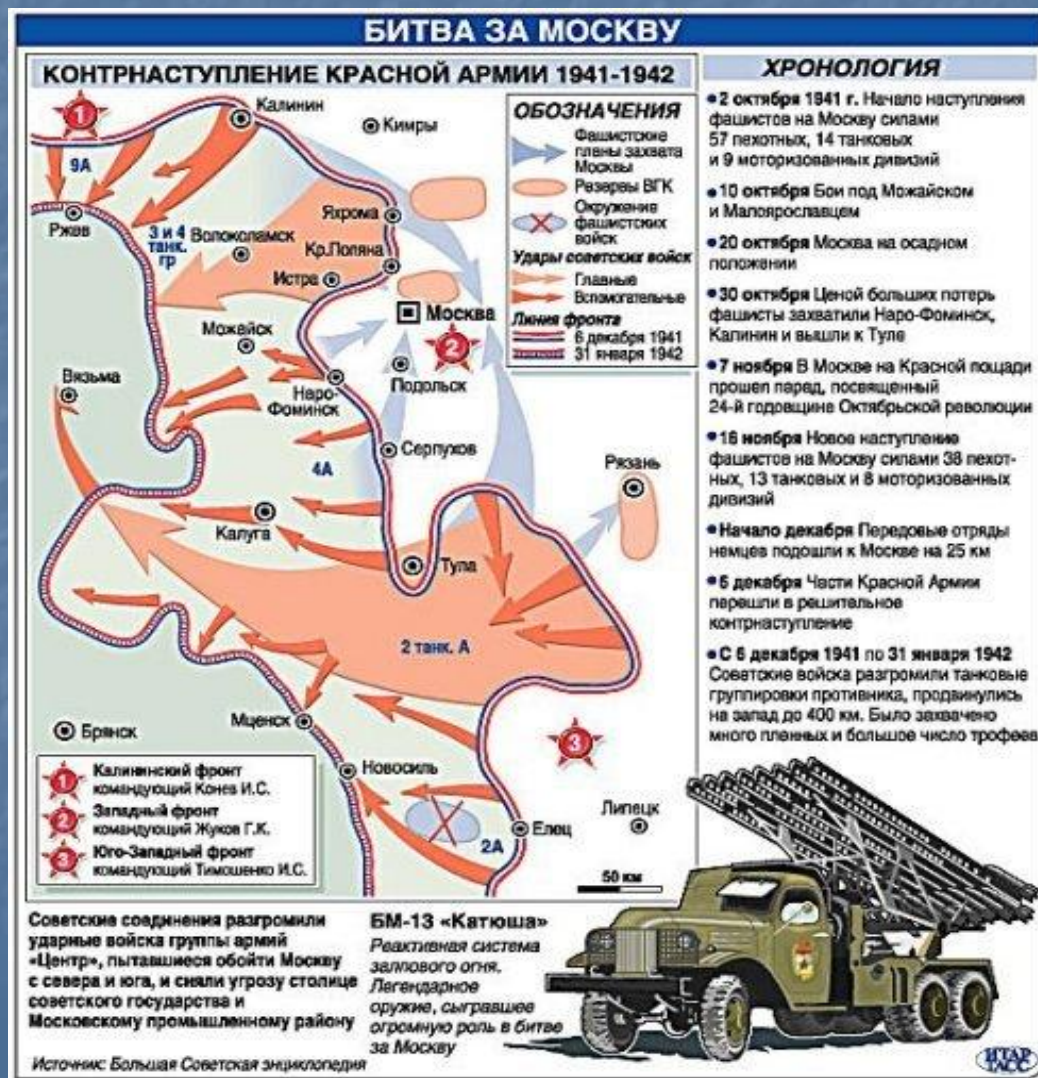 БИТВА ЗА МОСКВУ
КОНТРНАСТУПЛЕНИЕ КРАСНОЙ АРМИИ 1941-1942
1
Калинин
Кимры
9А
Ржев
3 и 4
танк.
гр
Волоколамск
Яхрома
Кр.Поляна
Истра
Москва
2
Можайск
Подольск
Вязьма
Наро-
Фоминск
Серпухов
4А
Рязань
Калуга
Тула
2 танк. А
Мценск
3
Брянск
Новосиль
Липецк
Елец
2А
50 км
ОБОЗНАЧЕНИЯ
Фашистские
планы захвата
Москвы
Резервы ВГК
Окружение
фашистских
войск
Удары советских войск
Главные
Вспомогательные
Линия фронта
6 декабря 1941
31 января 1942
1 Калининский фронт
командующий Конев И.С.
2 Западный фронт
командующий Жуков Г.К.
3 Юго-Западный фронт
командующий Тимошенко И.С.
ХРОНОЛОГИЯ
•2 октября 1941 г. Начало наступления
фашистов на Москву силами
57 пехотных, 14 танковых
и 9 моторизованных дивизий
•10 октября Бои под Можайском
и Малоярославцем
•20 октября Москва на осадном
положении
•30 октября Ценой больших потерь
фашисты захватили Наро-Фоминск,
Калинин и вышли к Туле
•7 ноября В Москве на Красной пощади
прошел парад, посвященный
24-й годовщине Октябрьской революции
•16 ноября Новое наступление
фашистов на Москву силами 38 пехот-
ных, 13 танковых и 8 моторизованных
дивизий
•Начало декабря Передовые отряды
немцев подошли к Москве на 25 км
•6 декабря Части Красной Армии
перешли в решительное
контрнаступление
•С 6 декабря 1941 по 31 января 1942
Советские войска разгромили танковые
группировки противника, продвинулись
на запад до 400 км. Было захвачено
много пленных и большое число трофеев
Советские соединения разгромили
ударные войска группы армий
«Центр», пытавшиеся обойти Москву
с севера и юга, и сняли угрозу столице
советского государства и
Московскому промышленному району
Источник: Большая Советская энциклопедия
БМ-13 «Катюша»
Реактивная система
залпового огня.
Легендарное
оружие, сыгравшее
огромную роль в битве
за Москву
ИТАР
ТАСС